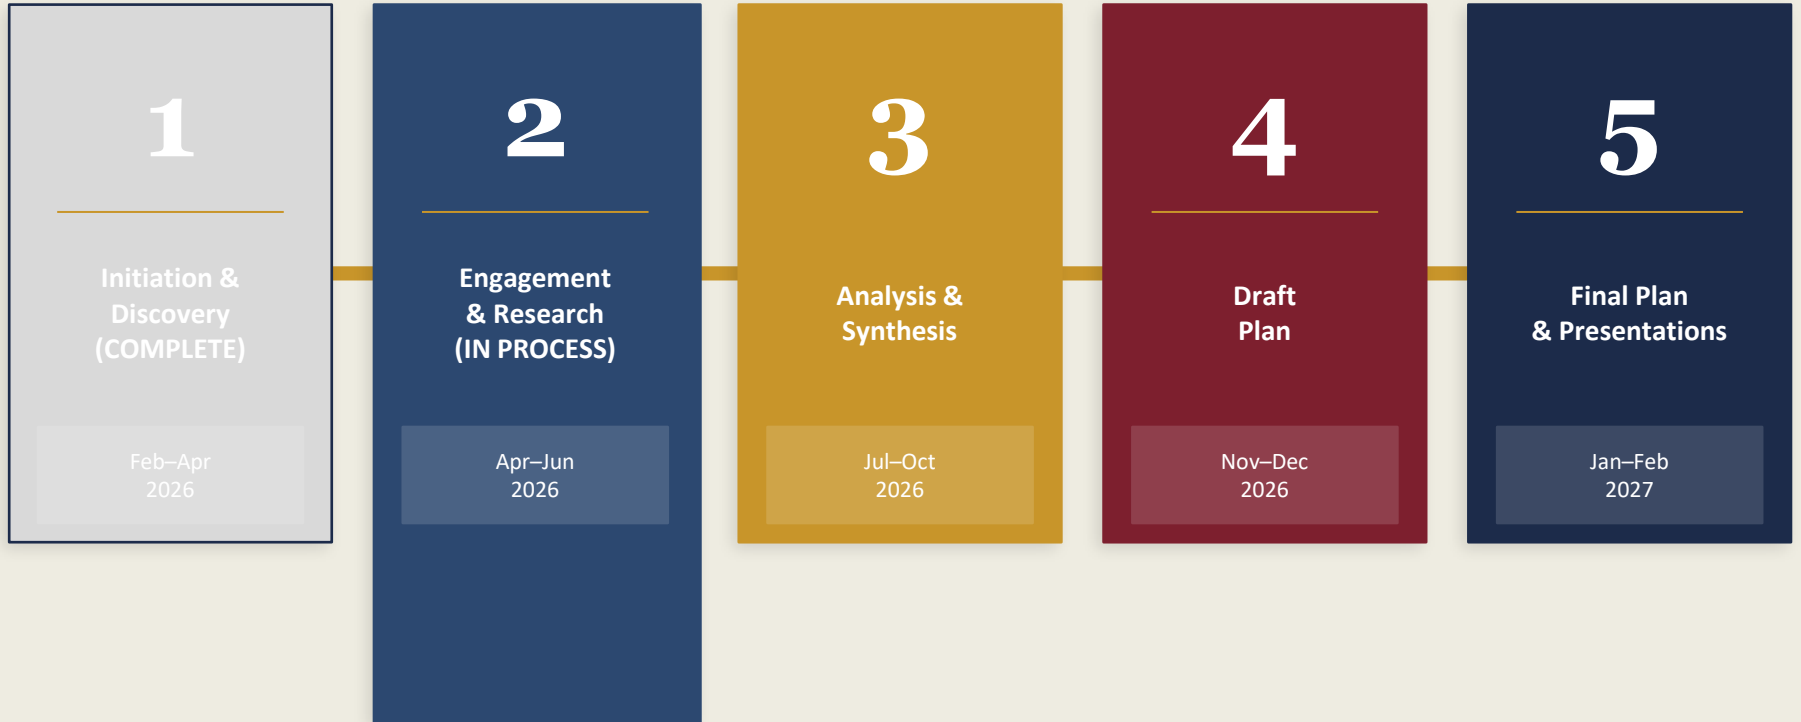 1
Initiation &
Discovery
(COMPLETE)
Feb–Apr
2026
2
Engagement
& Research
(IN PROCESS)
Apr–Jun
2026
3
Analysis &
Synthesis
Jul–Oct
2026
4
Draft
Plan
Nov–Dec
2026
5
Final Plan
& Presentations
Jan–Feb
2027